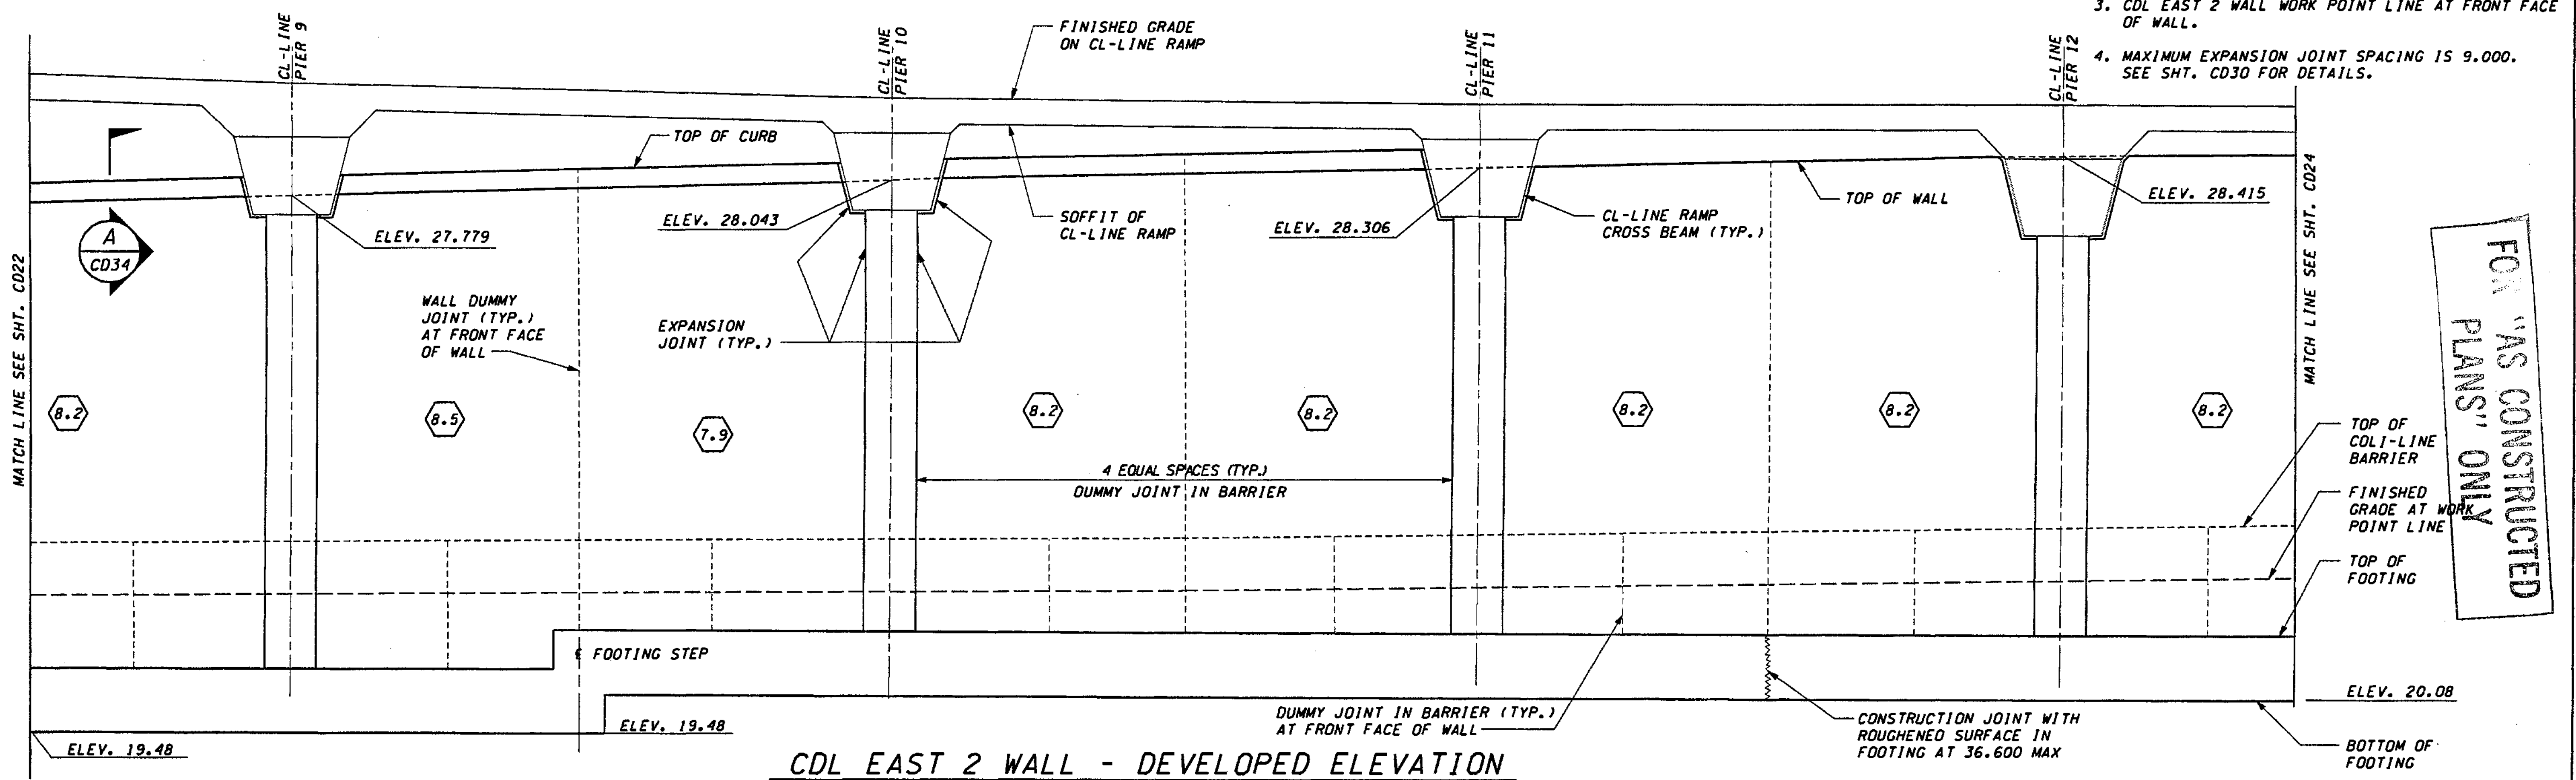 3. CDL EAST 2 WALL WORK POINT LINE AT FRONT FACE
OF WALL.
4. MAXIMUM EXPANSION JOINT SPACING IS 9.000.
SEE SHT. CD30 FOR DETAILS.
CL-LINE
PIER 9
CL-LINE
PIER 10
CL-LINE
PIER 11
CL-LINE
PIER 12
FINISHED GRADE
ON CL-LINE RAMP
TOP OF CURB
MATCH LINE SEE SHT. CD22
A
CD34
ELEV. 27.779
ELEV. 28.043
SOFFIT OF
CL-LINE RAMP
ELEV. 28.306
CL-LINE RAMP
CROSS BEAM (TYP.)
TOP OF WALL
ELEV. 28.415
MATCH LINE SEE SHT. CD24
WALL DUMMY
JOINT (TYP.)
AT FRONT FACE
OF WALL
EXPANSION
JOINT (TYP.)
8.2
8.5
7.9
8.2
8.2
8.2
8.2
8.2
4 EQUAL SPACES (TYP.)
DUMMY JOINT IN BARRIER
TOP OF
COLI-LINE
BARRIER
FINISHED
GRADE AT WORK
POINT LINE
TOP OF
FOOTING
FOR "AS CONSTRUCTED
PLANS" ONLY
℄ FOOTING STEP
ELEV. 19.48
ELEV. 19.48
DUMMY JOINT IN BARRIER (TYP.)
AT FRONT FACE OF WALL
CONSTRUCTION JOINT WITH
ROUGHENED SURFACE IN
FOOTING AT 36.600 MAX
ELEV. 20.08
BOTTOM OF
FOOTING
CDL EAST 2 WALL - DEVELOPED ELEVATION